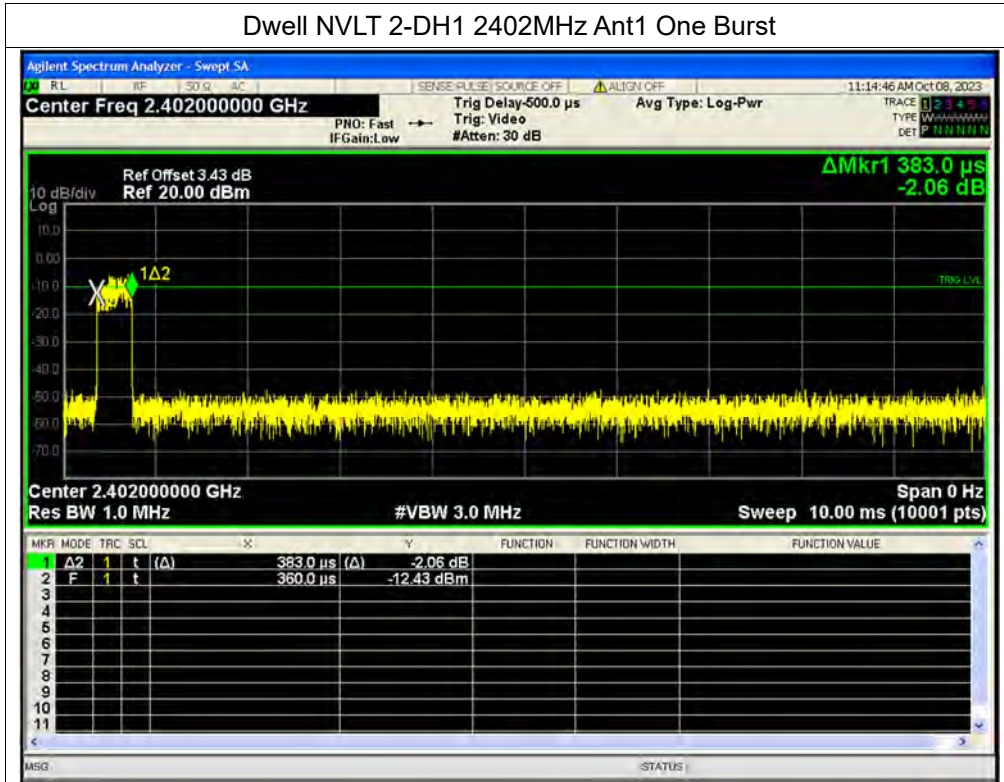 Dwell NVLT 2-DH1 2402MHz Ant1 One Burst
Agilent Spectrum Analyzer - Swept SA
LXI RL RF 50 Ω AC SENSE:PULSE SOURCE OFF ALIGN OFF 11:14:46 AM Oct 08, 2023
Center Freq 2.402000000 GHz
PNO: Fast
IFGain:Low
Trig Delay-500.0 µs
Trig: Video
#Atten: 30 dB
Avg Type: Log-Pwr
TRACE 1 2 3 4 5 6
TYPE W
DET P N N N N N
ΔMkr1 383.0 µs
-2.06 dB
Ref Offset 3.43 dB
10 dB/div Ref 20.00 dBm
Log
10.0
0.00
1Δ2
-10.0 TRIG LVL
-20.0
-30.0
-40.0
-50.0
-60.0
-70.0
Center 2.402000000 GHz Span 0 Hz
Res BW 1.0 MHz #VBW 3.0 MHz Sweep 10.00 ms (10001 pts)
MKR MODE TRC SCL X Y FUNCTION FUNCTION WIDTH FUNCTION VALUE
1 Δ2 1 t (Δ) 383.0 µs (Δ) -2.06 dB
2 F 1 t 360.0 µs -12.43 dBm
3
4
5
6
7
8
9
10
11
MSG STATUS